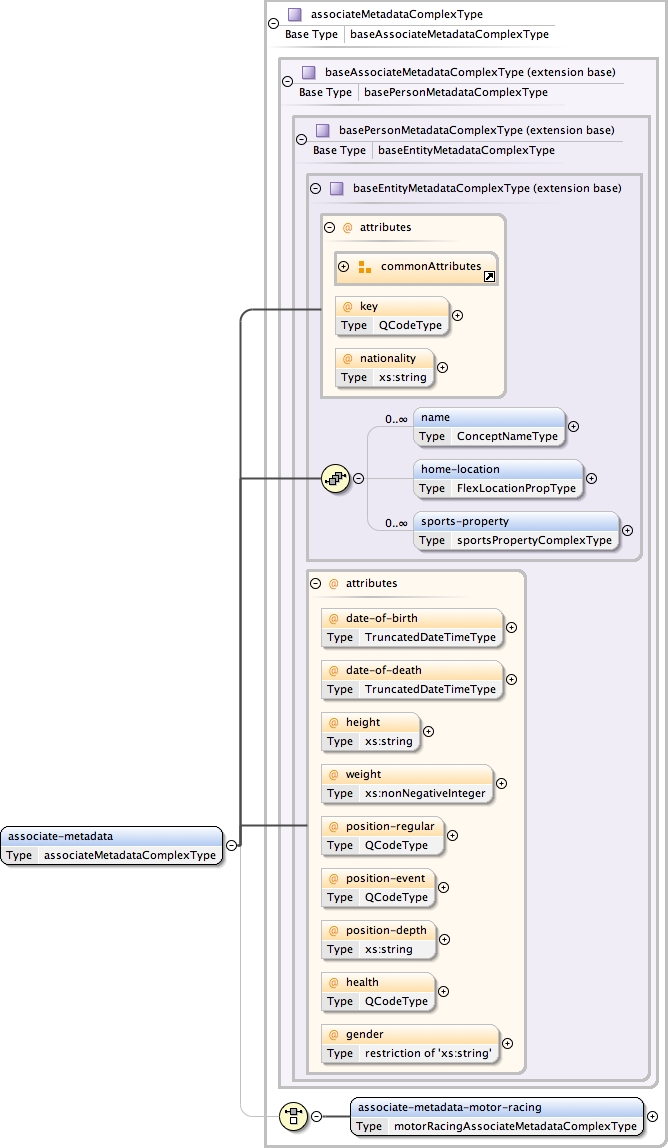 associateMetadataComplexType
Base Type baseAssociateMetadataComplexType
baseAssociateMetadataComplexType (extension base)
Base Type basePersonMetadataComplexType
basePersonMetadataComplexType (extension base)
Base Type baseEntityMetadataComplexType
baseEntityMetadataComplexType (extension base)
@ attributes
commonAttributes
@ key
Type QCodeType
@ nationality
Type xs:string
0..∞
name
Type ConceptNameType
home-location
Type FlexLocationPropType
0..∞
sports-property
Type sportsPropertyComplexType
@ attributes
@ date-of-birth
Type TruncatedDateTimeType
@ date-of-death
Type TruncatedDateTimeType
@ height
Type xs:string
@ weight
Type xs:nonNegativeInteger
@ position-regular
Type QCodeType
@ position-event
Type QCodeType
@ position-depth
Type xs:string
@ health
Type QCodeType
@ gender
Type restriction of 'xs:string'
associate-metadata
Type associateMetadataComplexType
associate-metadata-motor-racing
Type motorRacingAssociateMetadataComplexType